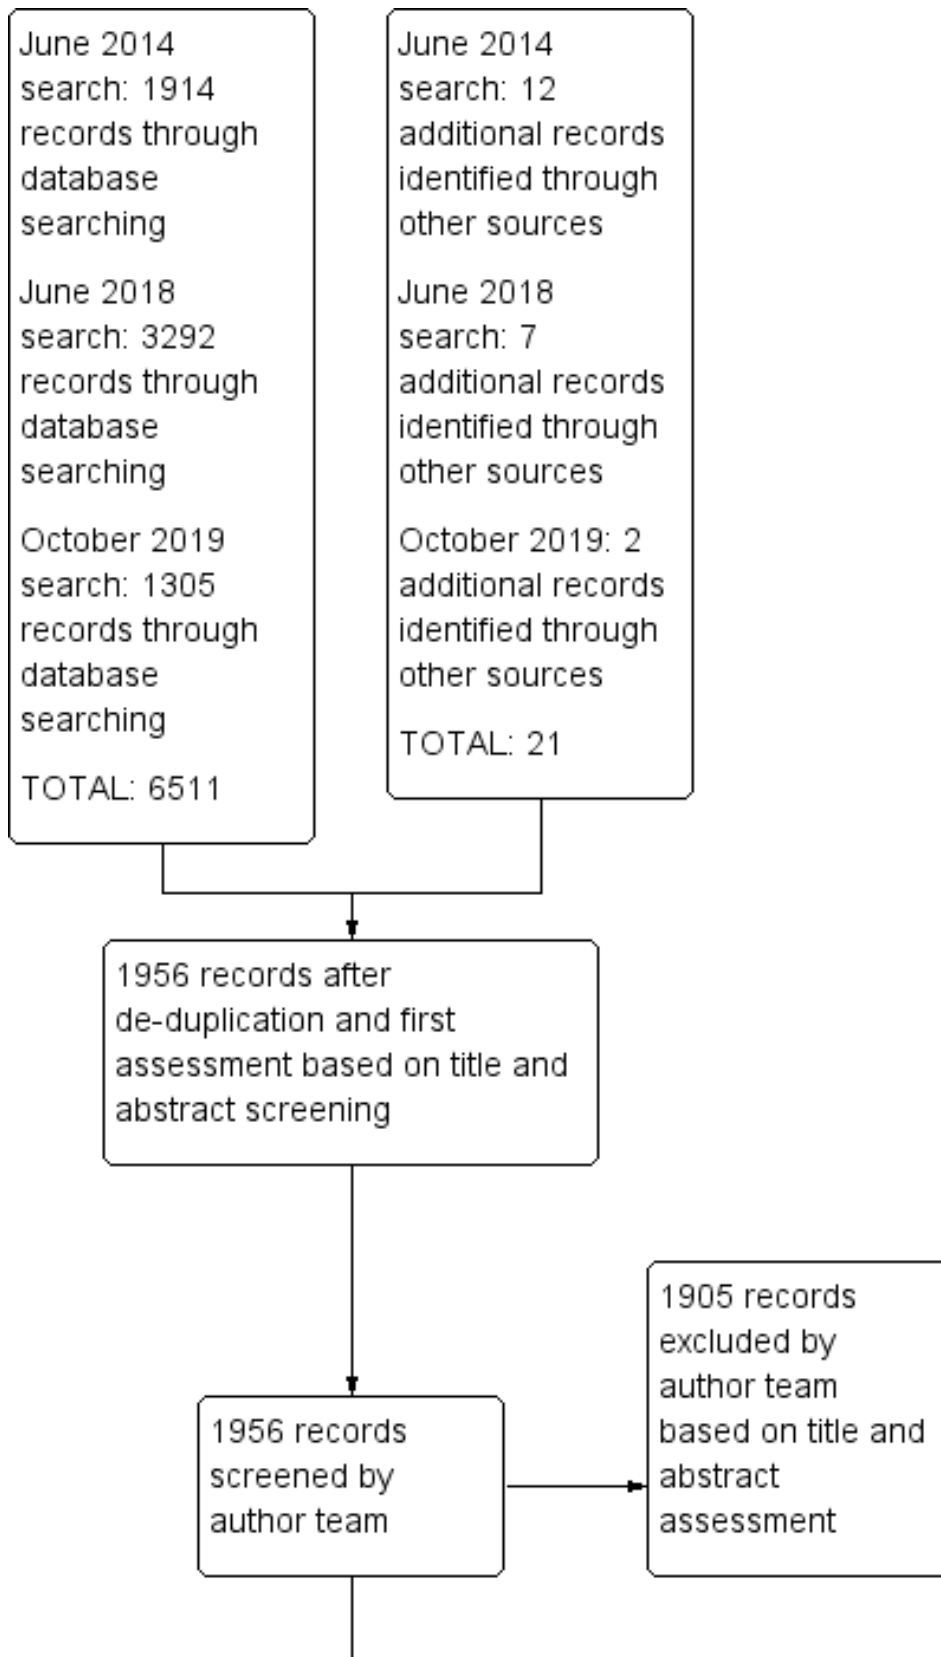 June 2014
search: 1914
records through
database
searching
June 2018
search: 3292
records through
database
searching
October 2019
search: 1305
records through
database
searching
TOTAL: 6511
June 2014
search: 12
additional records
identified through
other sources
June 2018
search: 7
additional records
identified through
other sources
October 2019: 2
additional records
identified through
other sources
TOTAL: 21
1956 records after
de-duplication and first
assessment based on title and
abstract screening
1956 records
screened by
author team
1905 records
excluded by
author team
based on title and
abstract
assessment